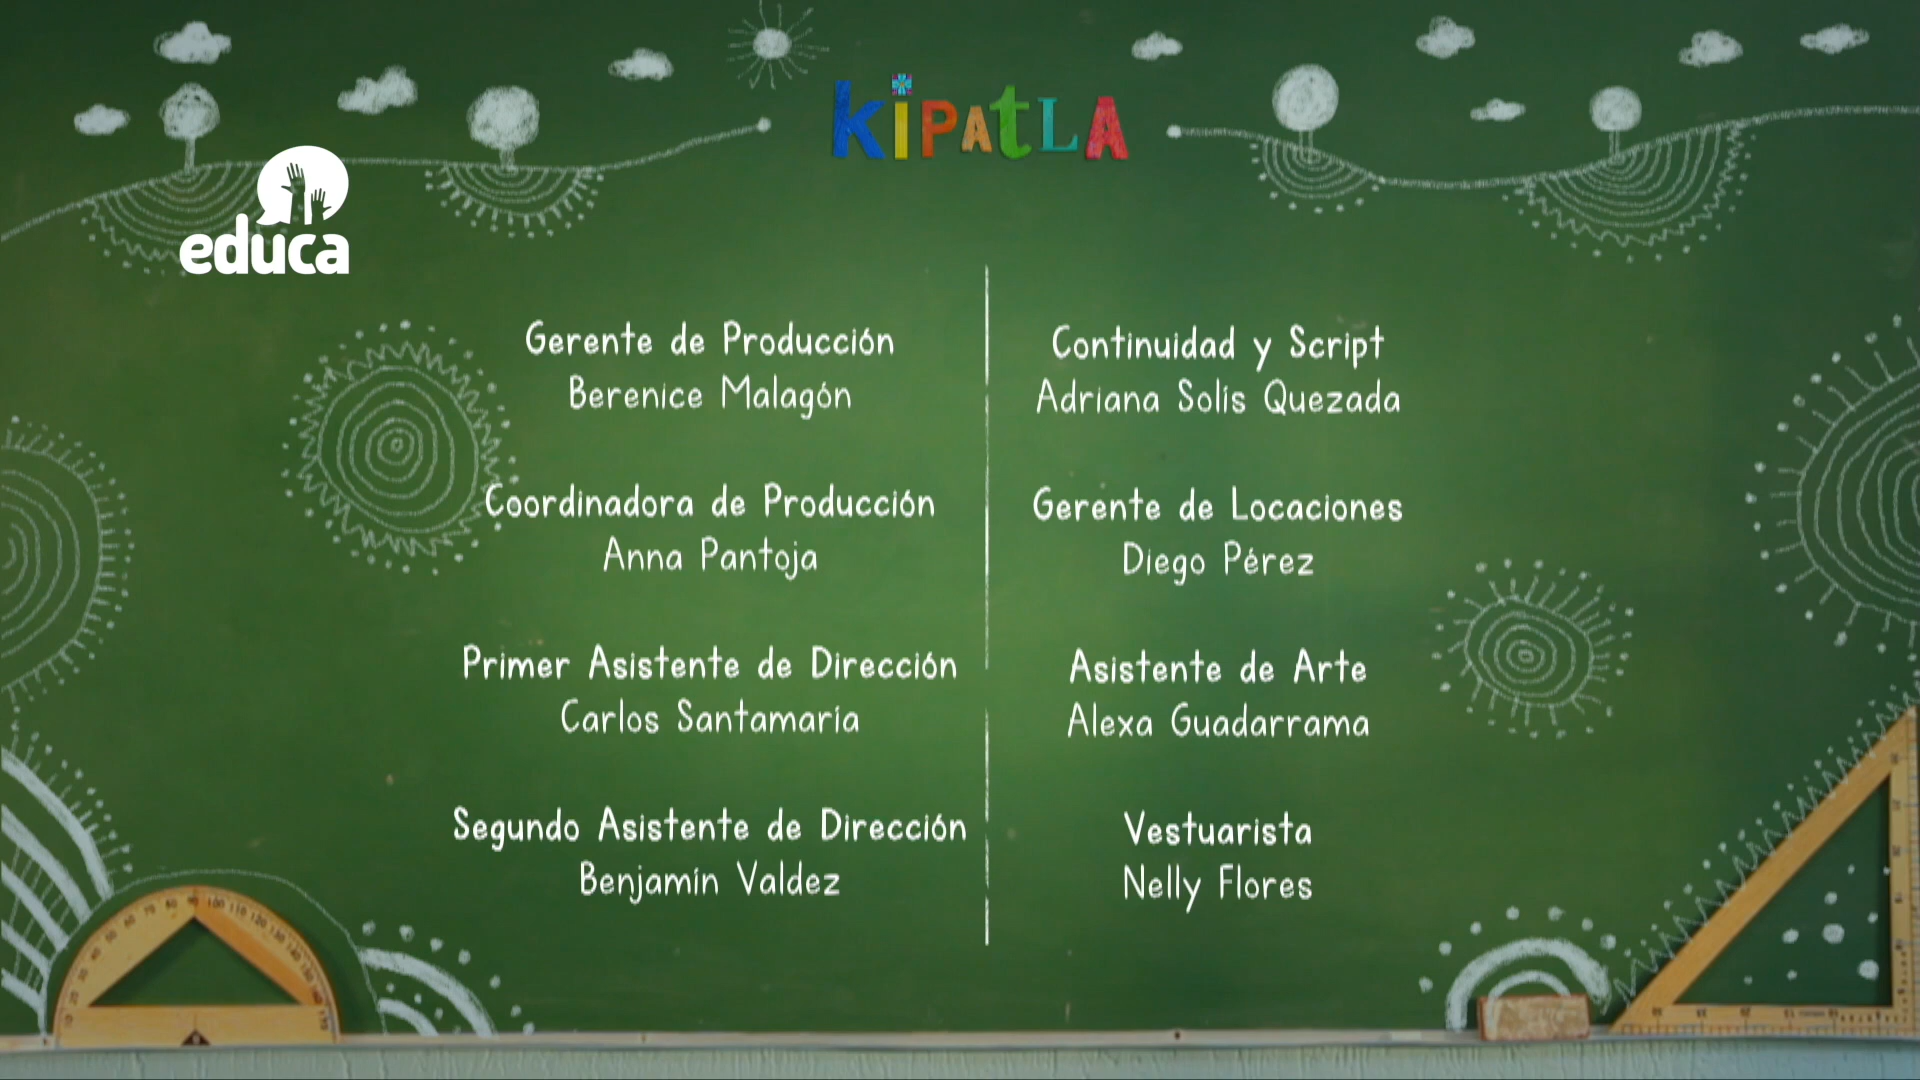 kiPAtLA
educa
Gerente de Producción
Berenice Malagón
Coordinadora de Producción
Anna Pantoja
Primer Asistente de Dirección
Carlos Santamaría
Segundo Asistente de Dirección
Benjamín Valdez
Continuidad y Script
Adriana Solís Quezada
Gerente de Locaciones
Diego Pérez
Asistente de Arte
Alexa Guadarrama
Vestuarista
Nelly Flores